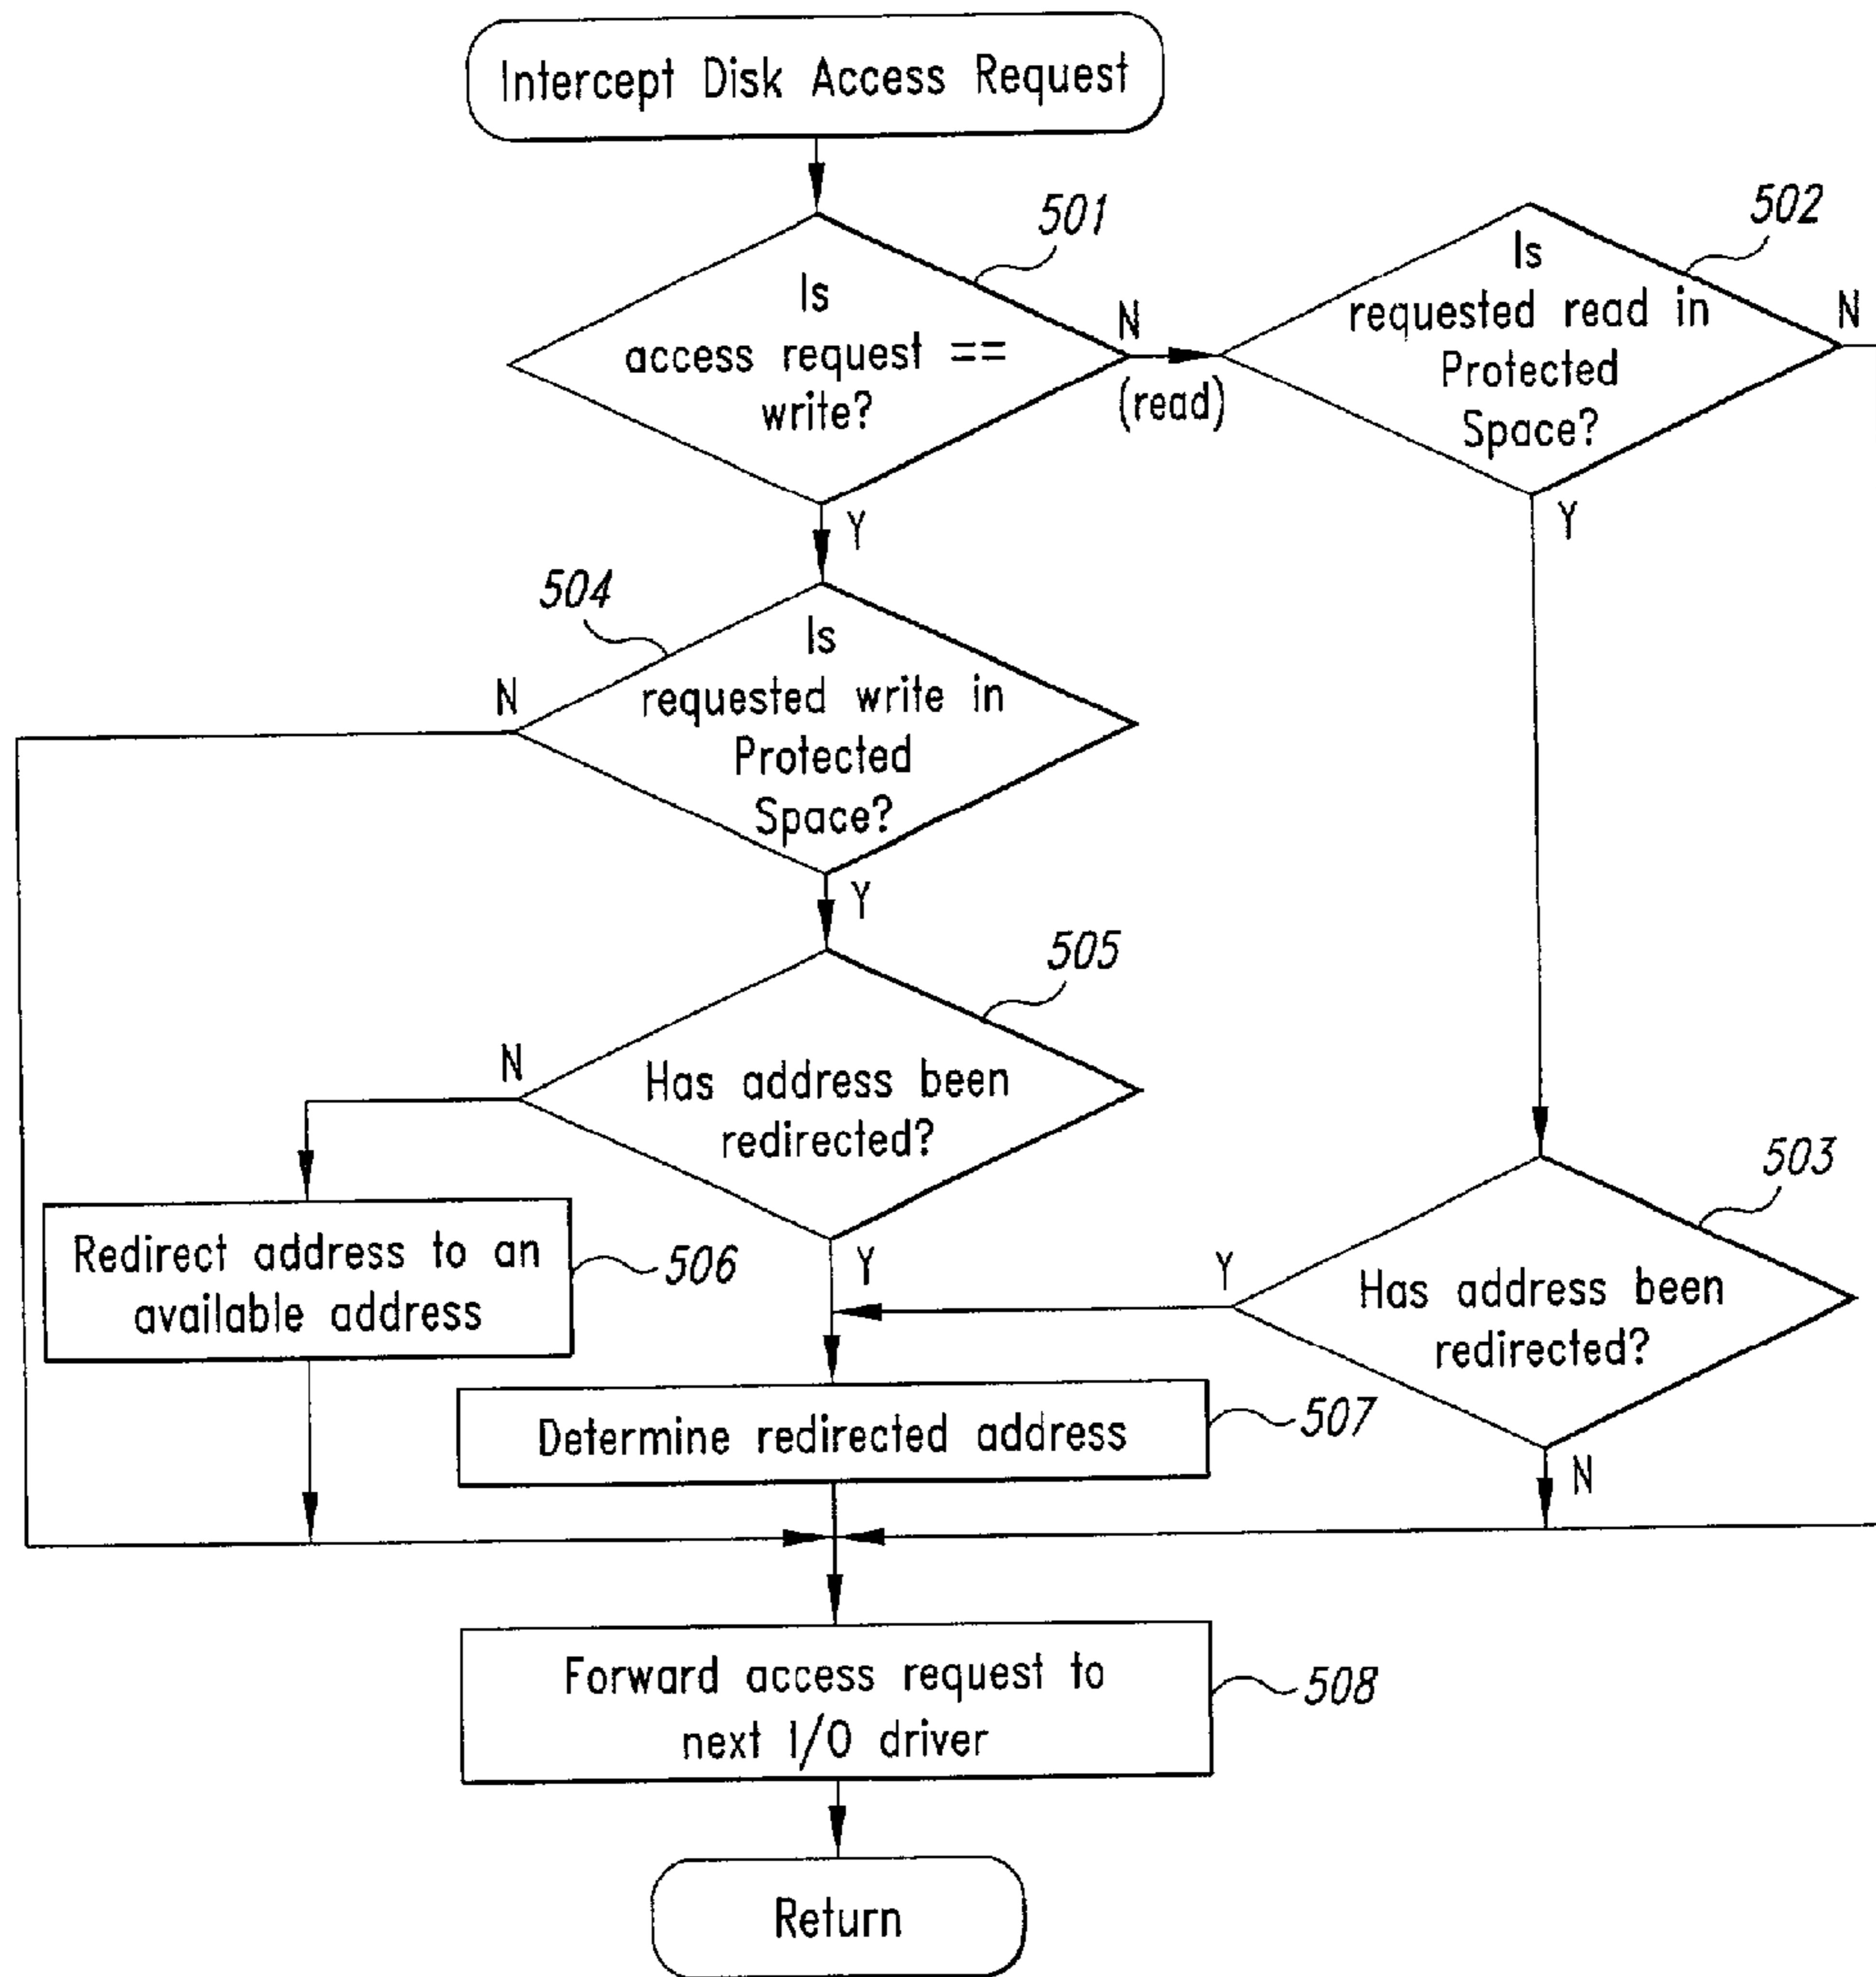 Intercept Disk Access Request
501
Is
access request ==
write?
N
(read)
Y
502
Is
requested read in
Protected
Space?
N
Y
504
Is
requested write in
Protected
Space?
N
Y
505
Has address been
redirected?
N
Y
503
Has address been
redirected?
Y
N
Redirect address to an
available address
506
Determine redirected address
507
Forward access request to
next I/O driver
508
Return